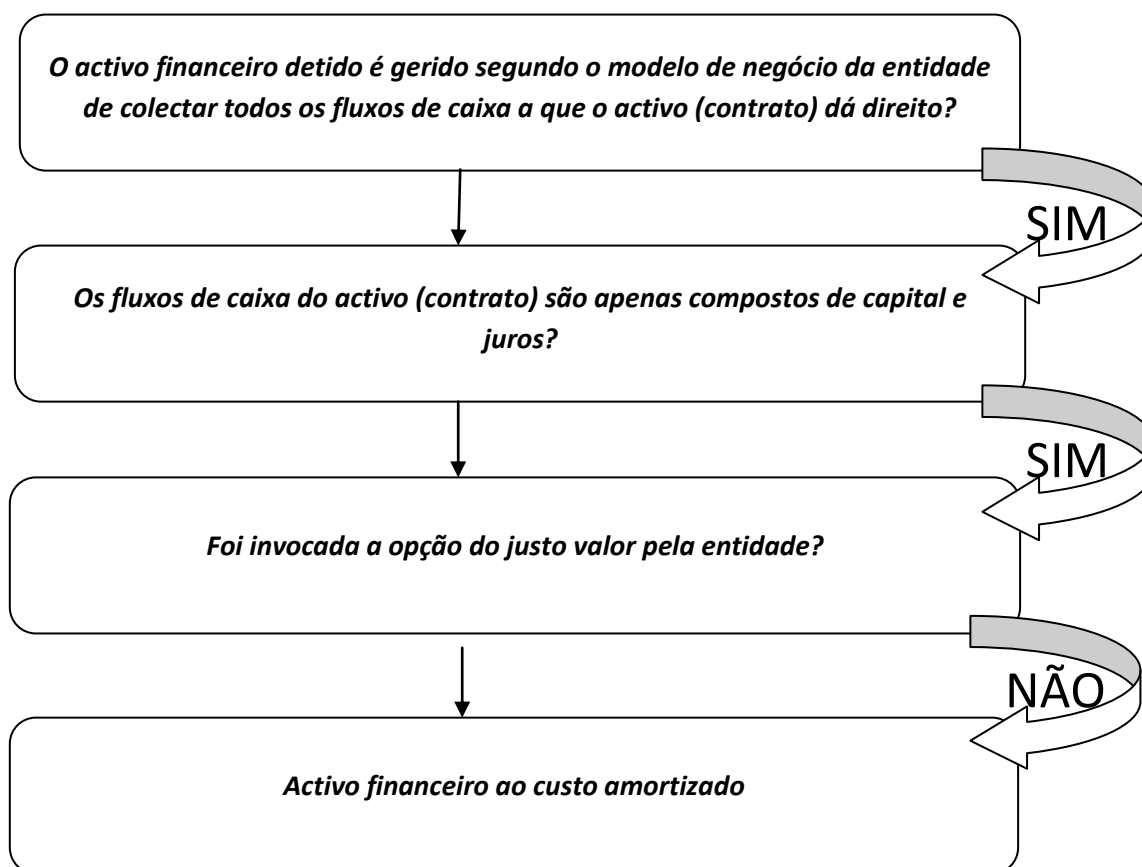 O activo financeiro detido é gerido segundo o modelo de negócio da entidade
de colectar todos os fluxos de caixa a que o activo (contrato) dá direito?
SIM
Os fluxos de caixa do activo (contrato) são apenas compostos de capital e
juros?
SIM
Foi invocada a opção do justo valor pela entidade?
NÃO
Activo financeiro ao custo amortizado